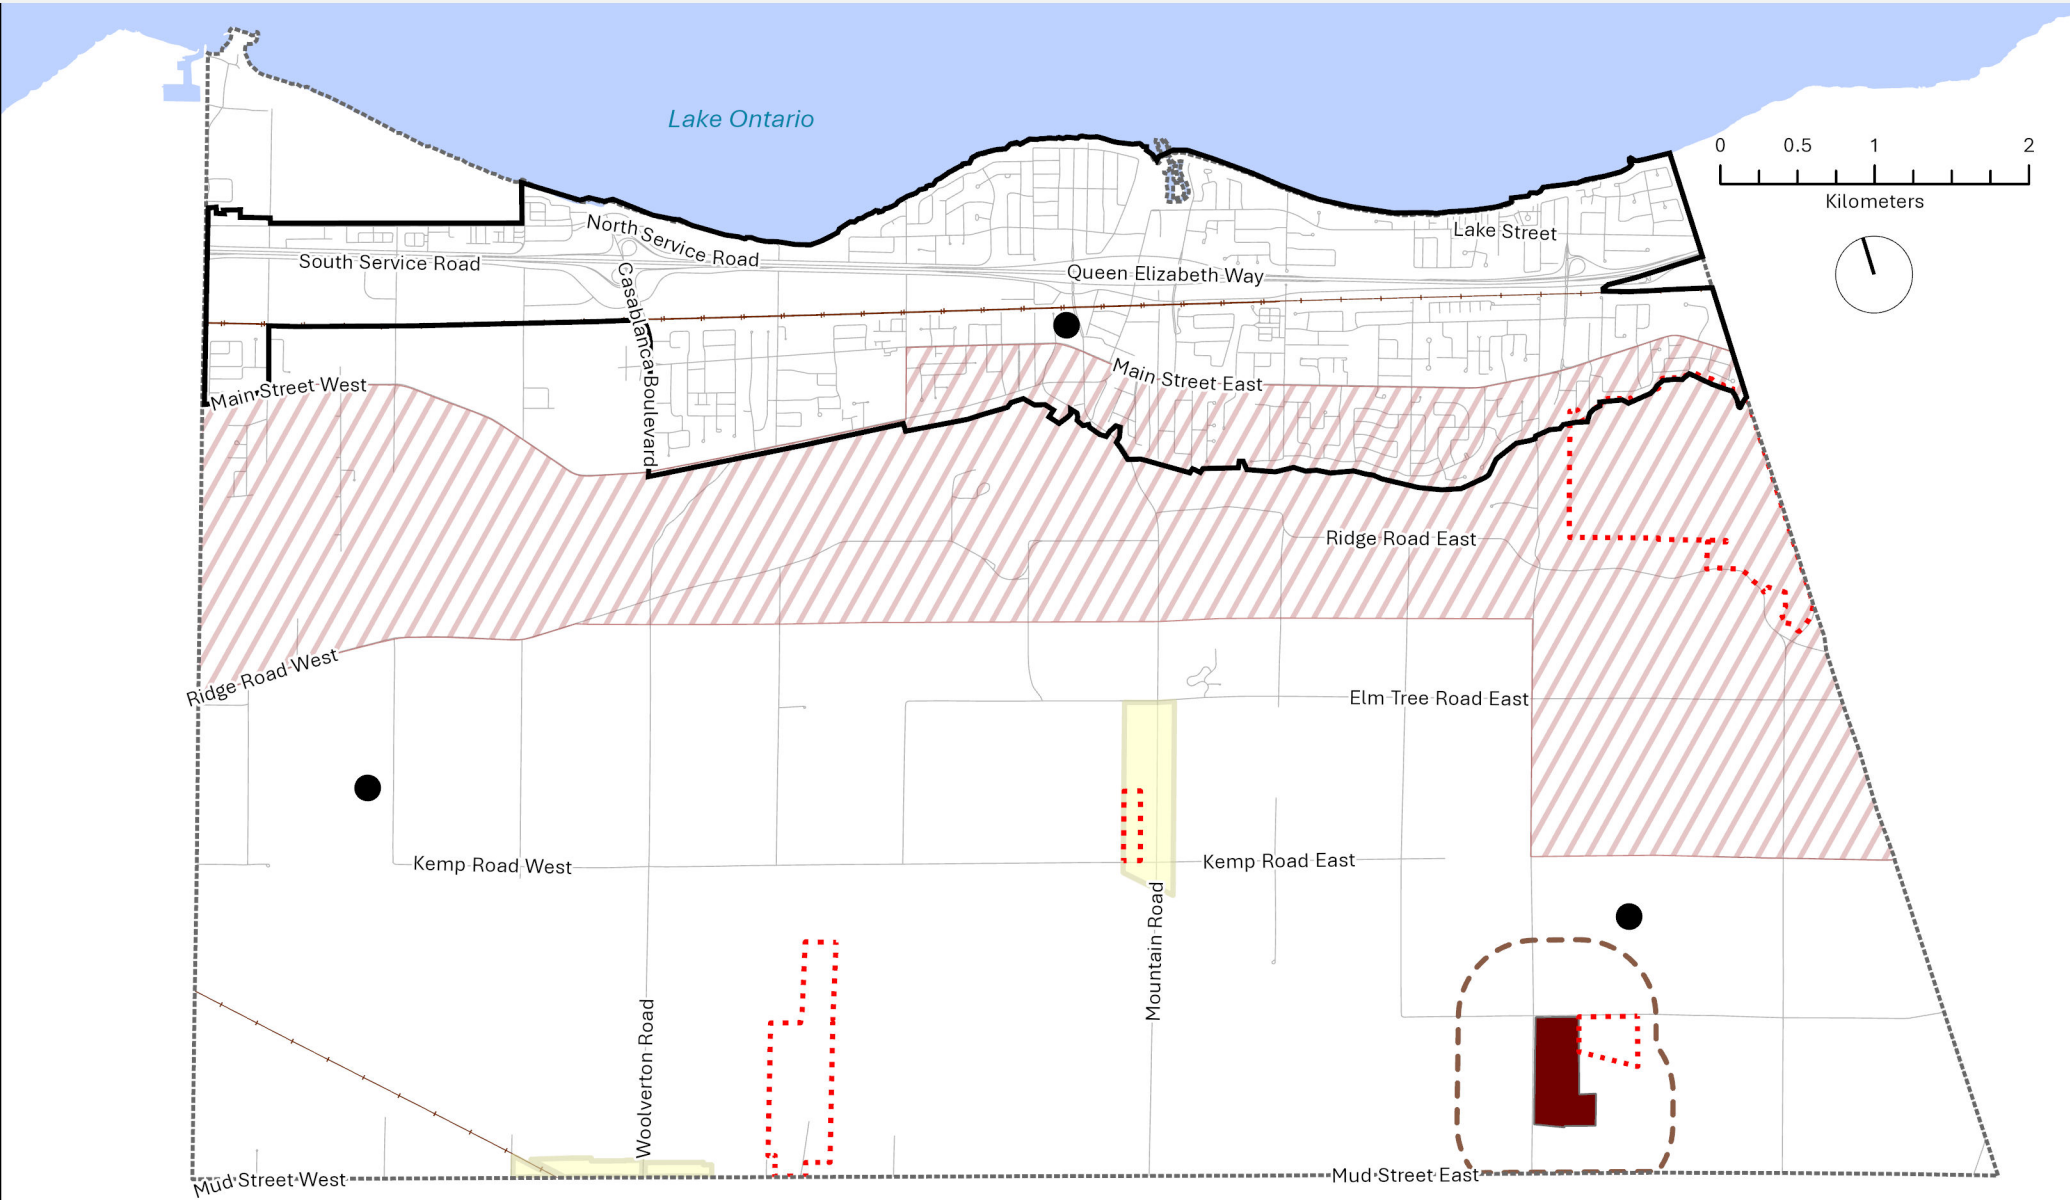 Lake Ontario
0 0.5 1 2
Kilometers
North Service Road
Lake Street
South Service Road
Queen Elizabeth Way
Casablanca Boulevard
Main Street West
Main Street East
Ridge Road East
Ridge Road West
Elm Tree Road East
Kemp Road West
Kemp Road East
Mountain Road
Woolverton Road
Mud Street West
Mud Street East